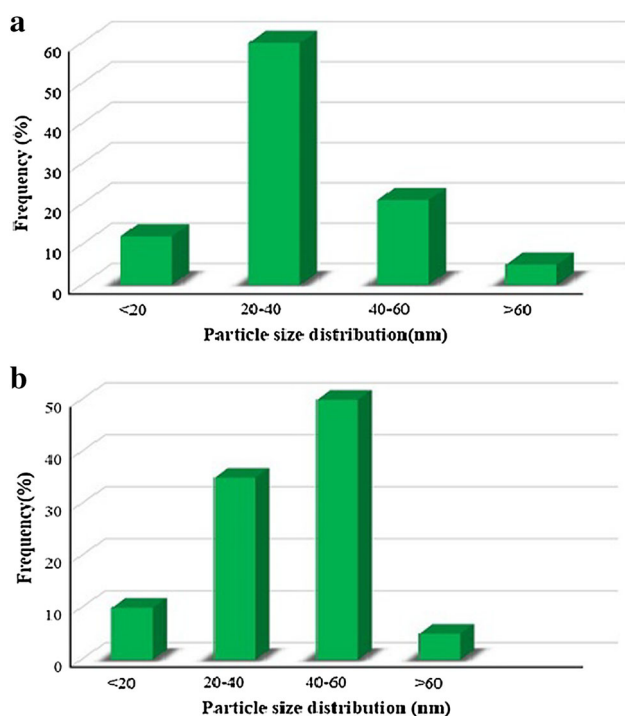 a
60
50
40
30
20
10
0
Frequency (%)
<20 20-40 40-60 >60
Particle size distribution(nm)
b
50
40
30
20
10
0
Frequency(%)
<20 20-40 40-60 >60
Particle size distribution (nm)